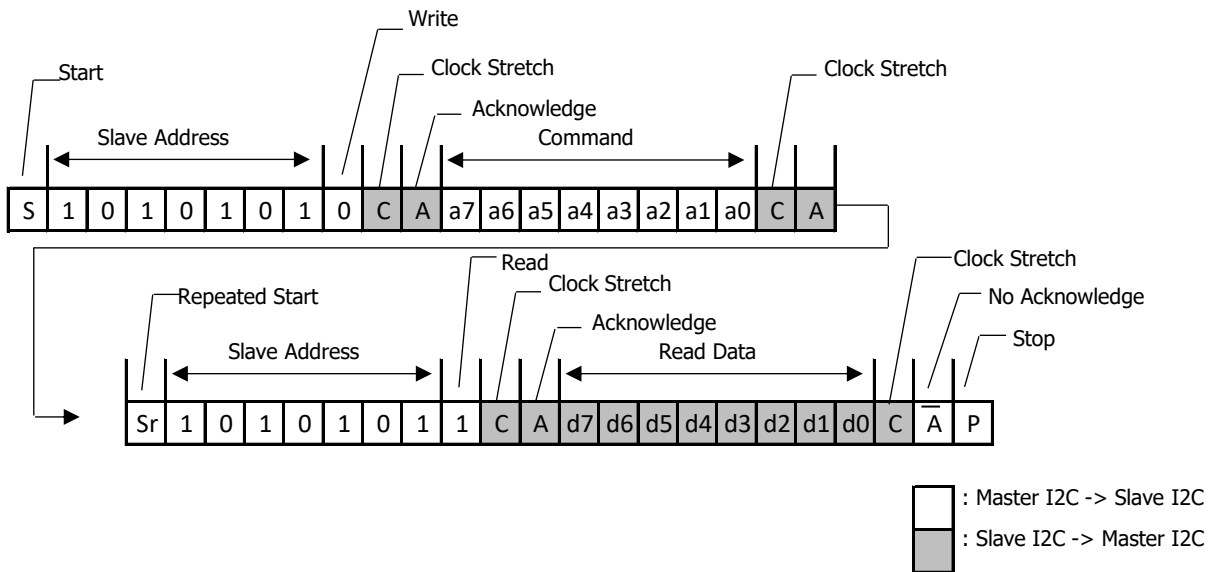 Write
Start
Clock Stretch
Clock Stretch
Acknowledge
Slave Address
Command
S 1 0 1 0 1 0 1 0 C A a7 a6 a5 a4 a3 a2 a1 a0 C A
Read
Clock Stretch
Repeated Start
Clock Stretch
No Acknowledge
Acknowledge
Stop
Slave Address
Read Data
Sr 1 0 1 0 1 0 1 1 C A d7 d6 d5 d4 d3 d2 d1 d0 C A̅ P
: Master I2C -> Slave I2C
: Slave I2C -> Master I2C